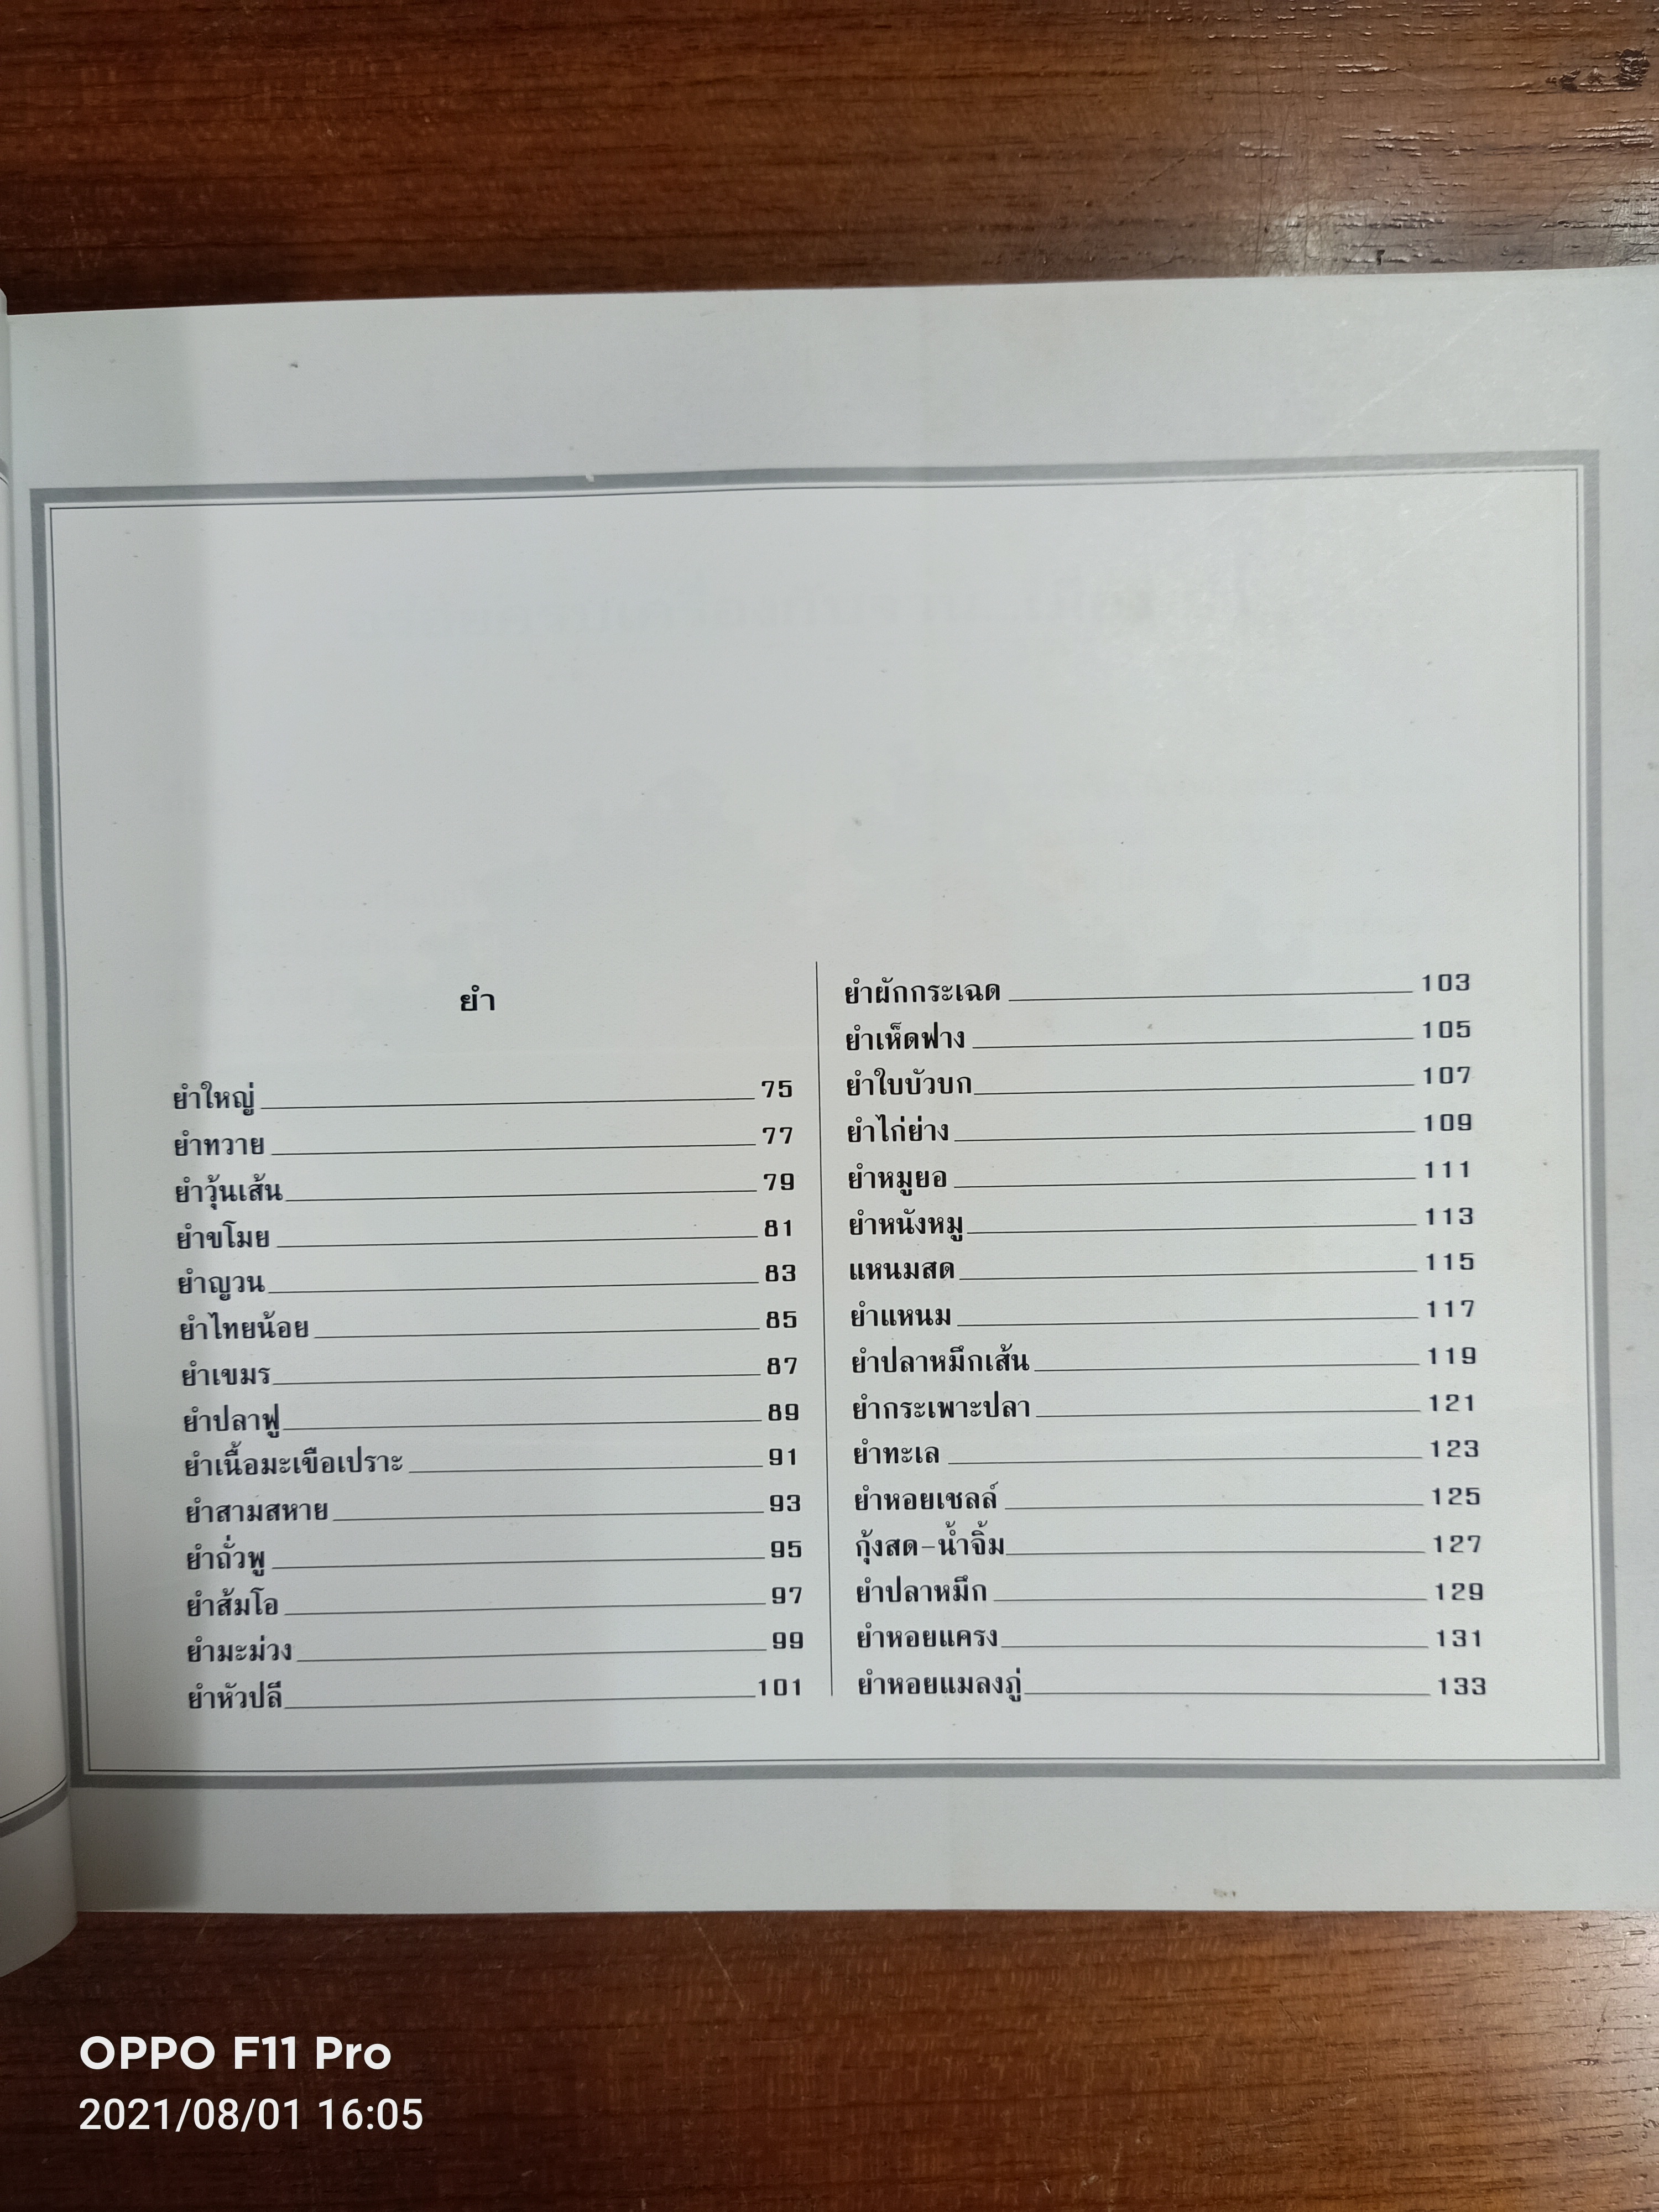 ยำ
ยำใหญ่ 75
ยำทวาย 77
ยำวุ้นเส้น 79
ยำขโมย 81
ยำญวน 83
ยำไทยน้อย 85
ยำเขมร 87
ยำปลาฟู 89
ยำเนื้อมะเขือเปราะ 91
ยำสามสหาย 93
ยำถั่วพู 95
ยำส้มโอ 97
ยำมะม่วง 99
ยำหัวปลี 101
ยำผักกระเฉด 103
ยำเห็ดฟาง 105
ยำใบบัวบก 107
ยำไก่ย่าง 109
ยำหมูยอ 111
ยำหนังหมู 113
แหนมสด 115
ยำแหนม 117
ยำปลาหมึกเส้น 119
ยำกระเพาะปลา 121
ยำทะเล 123
ยำหอยเชลล์ 125
กุ้งสด-น้ำจิ้ม 127
ยำปลาหมึก 129
ยำหอยแครง 131
ยำหอยแมลงภู่ 133
OPPO F11 Pro
2021/08/01 16:05